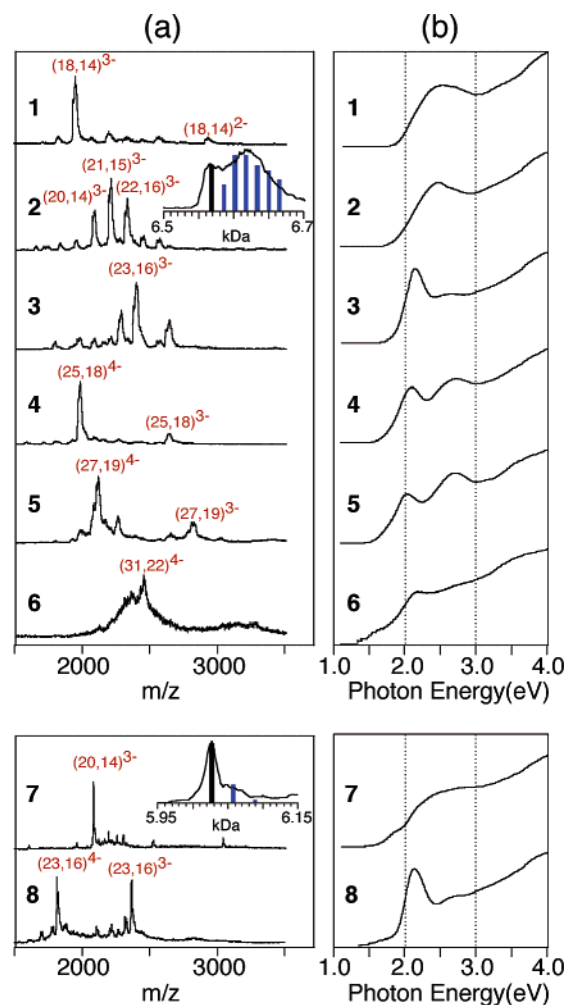 (a) (b)
1 (18,14)3- (18,14)2- 1
2 (20,14)3- (21,15)3- (22,16)3- 2
6.5 6.7
kDa
3 (23,16)3- 3
4 (25,18)4- (25,18)3- 4
5 (27,19)4- (27,19)3- 5
6 (31,22)4- 6
2000 3000 1.0 2.0 3.0 4.0
m/z Photon Energy(eV)
7 (20,14)3- 7
5.95 6.15
kDa
8 (23,16)4- (23,16)3- 8
2000 3000 1.0 2.0 3.0 4.0
m/z Photon Energy(eV)